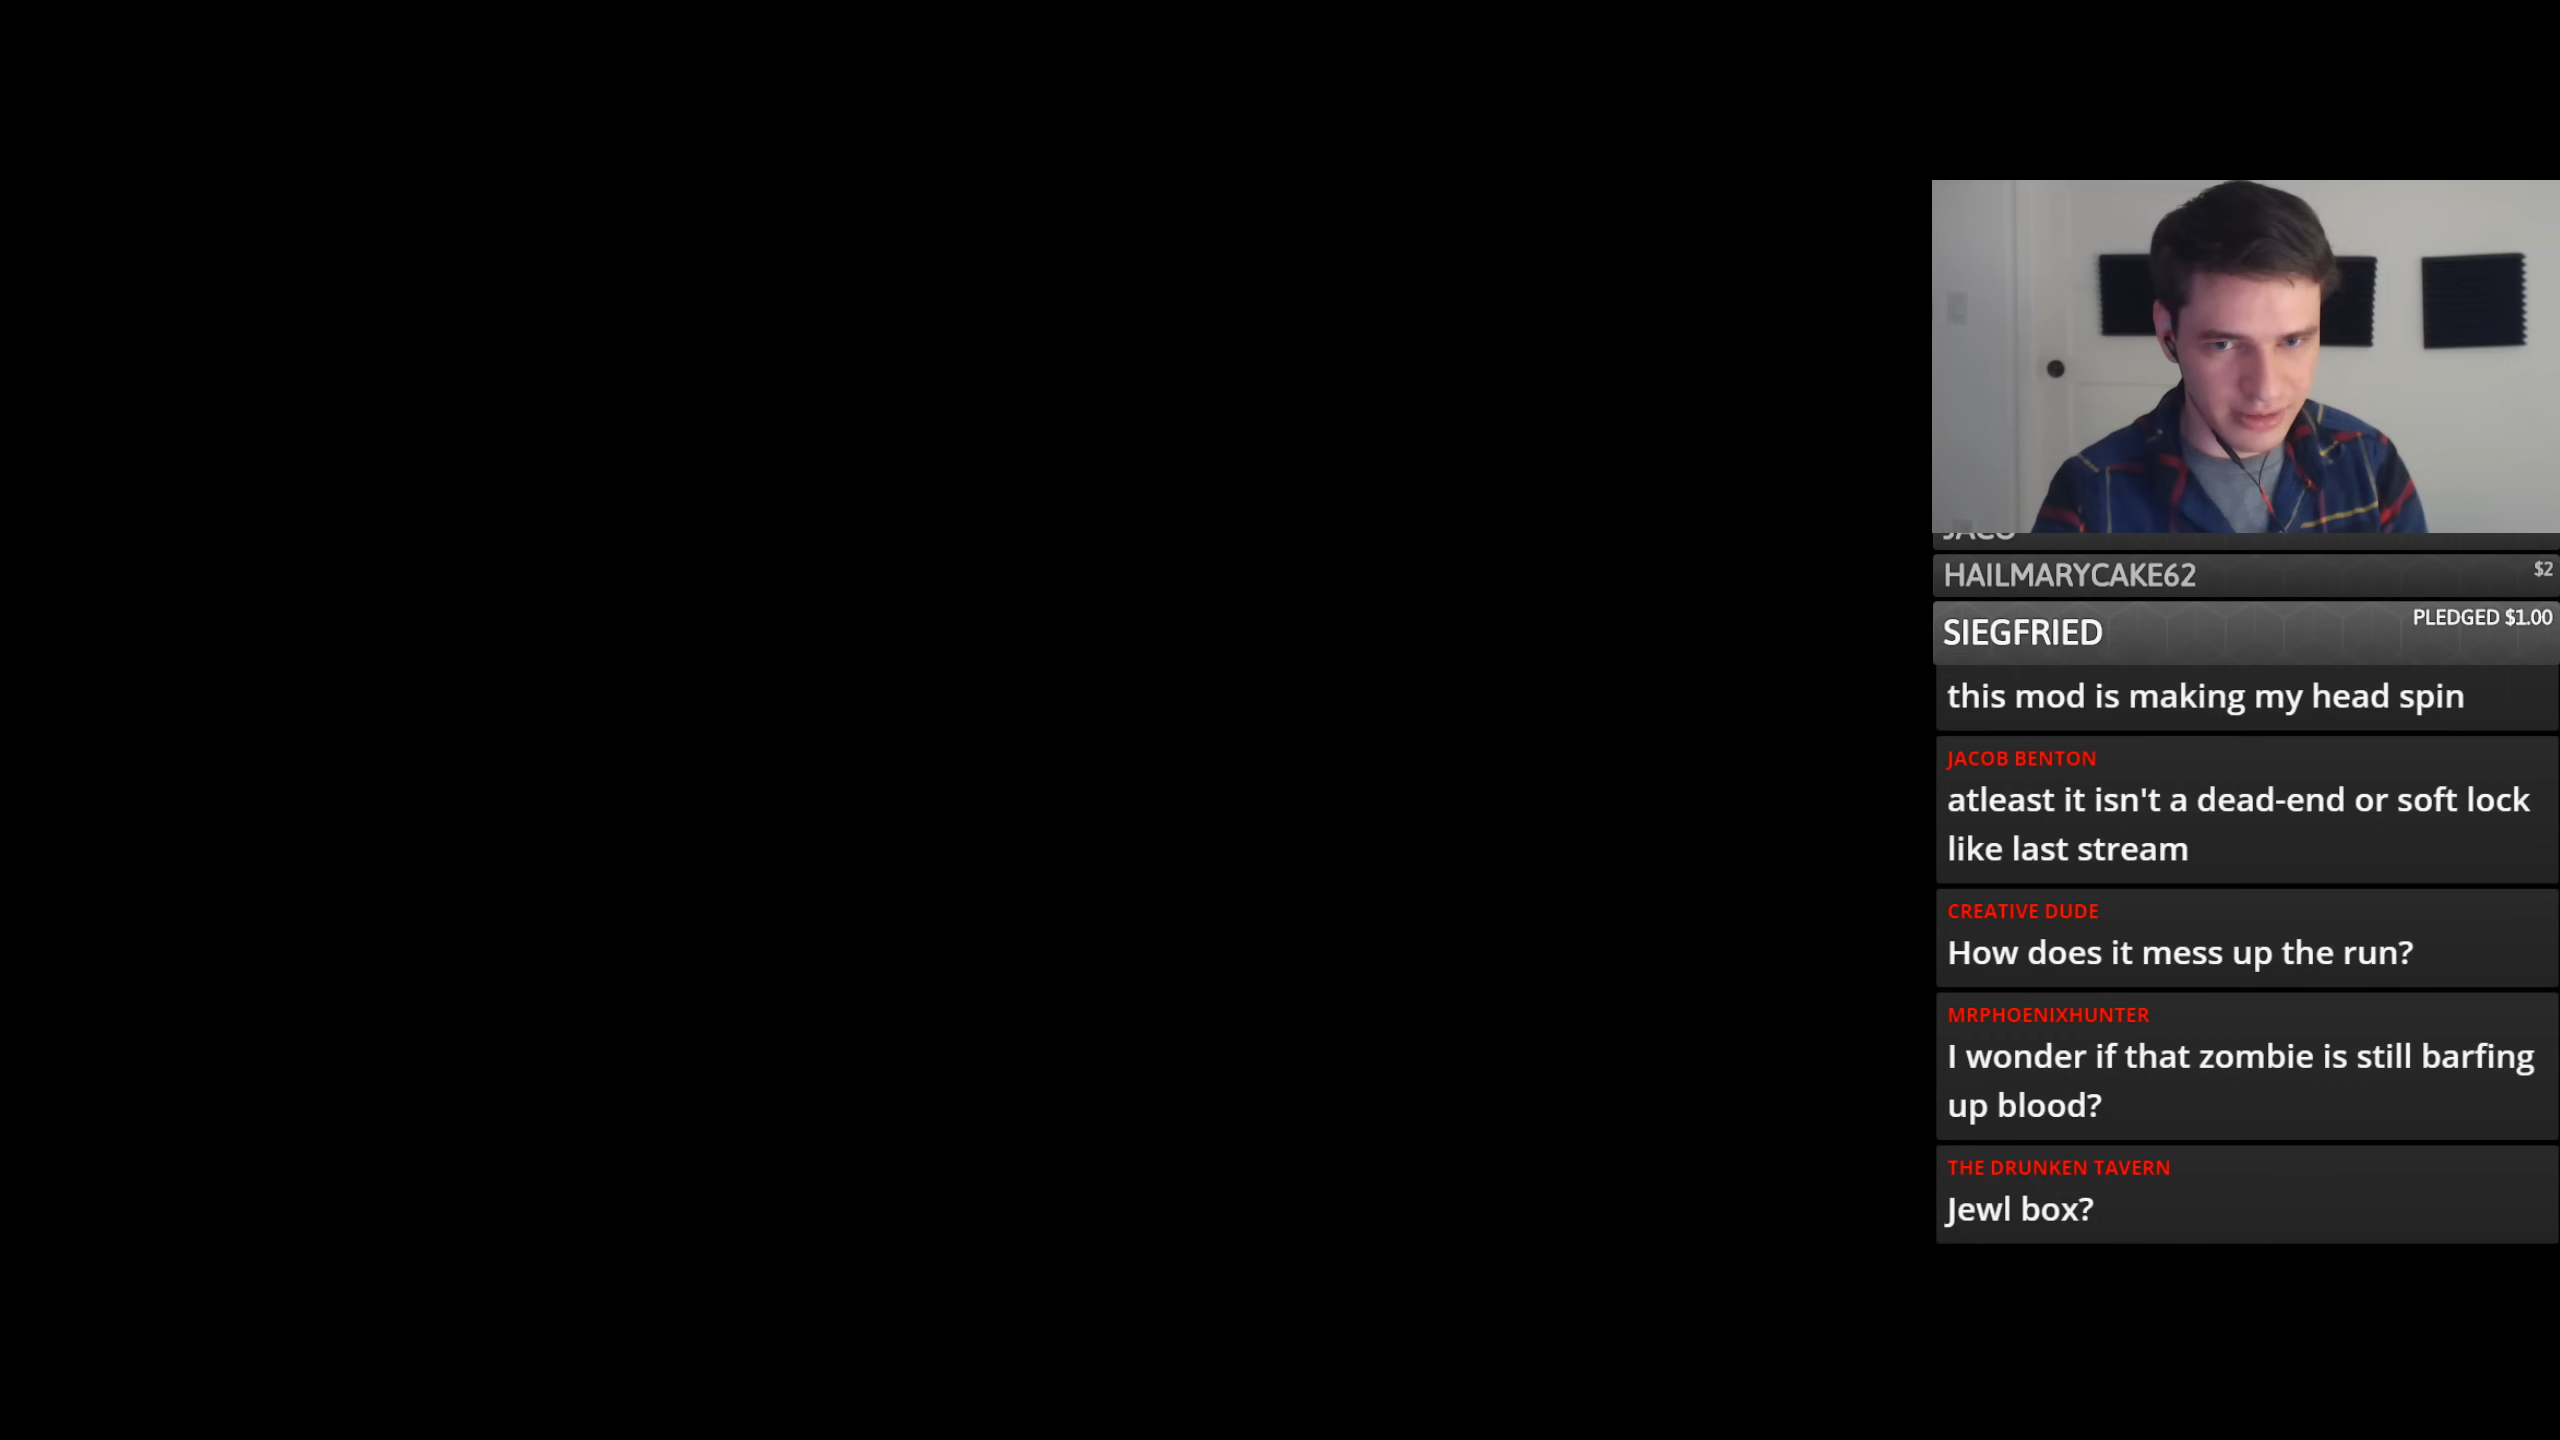 HAILMARYCAKE62 $2
SIEGFRIED PLEDGED $1.00
this mod is making my head spin
JACOB BENTON
atleast it isn't a dead-end or soft lock
like last stream
CREATIVE DUDE
How does it mess up the run?
MRPHOENIXHUNTER
I wonder if that zombie is still barfing
up blood?
THE DRUNKEN TAVERN
Jewl box?